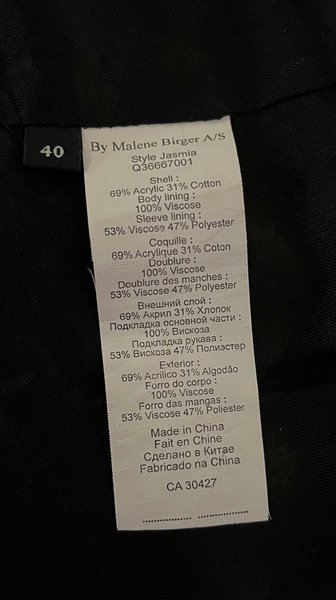 40
By Malene Birger A/S
Style Jasmia
Q36667001
Shell :
69% Acrylic 31% Cotton
Body lining :
100% Viscose
Sleeve lining :
53% Viscose 47% Polyester
Coquille :
69% Acrylique 31% Coton
Doublure :
100% Viscose
Doublure des manches :
53% Viscose 47% Polyester
Внешний слой :
69% Акрил 31% Хлопок
Подкладка основной части :
100% Вискоза
Подкладка рукава :
53% Вискоза 47% Полиэстер
Exterior :
69% Acrilico 31% Algodão
Forro do corpo :
100% Viscose
Forro das mangas :
53% Viscose 47% Poliester
Made in China
Fait en Chine
Сделано в Китае
Fabricado na China
CA 30427